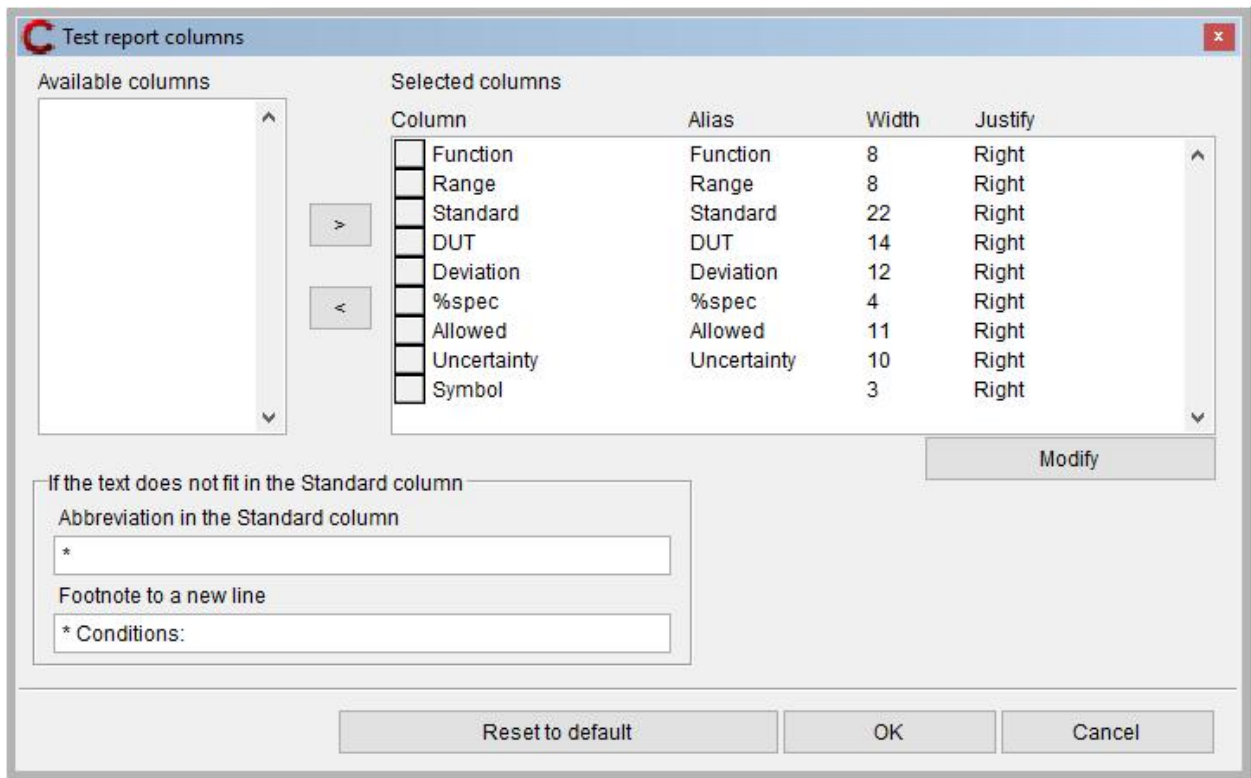 Test report columns
x
Available columns
Selected columns
Column Alias Width Justify
Function Function 8 Right
Range Range 8 Right
Standard Standard 22 Right
DUT DUT 14 Right
Deviation Deviation 12 Right
%spec %spec 4 Right
Allowed Allowed 11 Right
Uncertainty Uncertainty 10 Right
Symbol 3 Right
>
<
Modify
If the text does not fit in the Standard column
Abbreviation in the Standard column
*
Footnote to a new line
* Conditions:
Reset to default
OK
Cancel